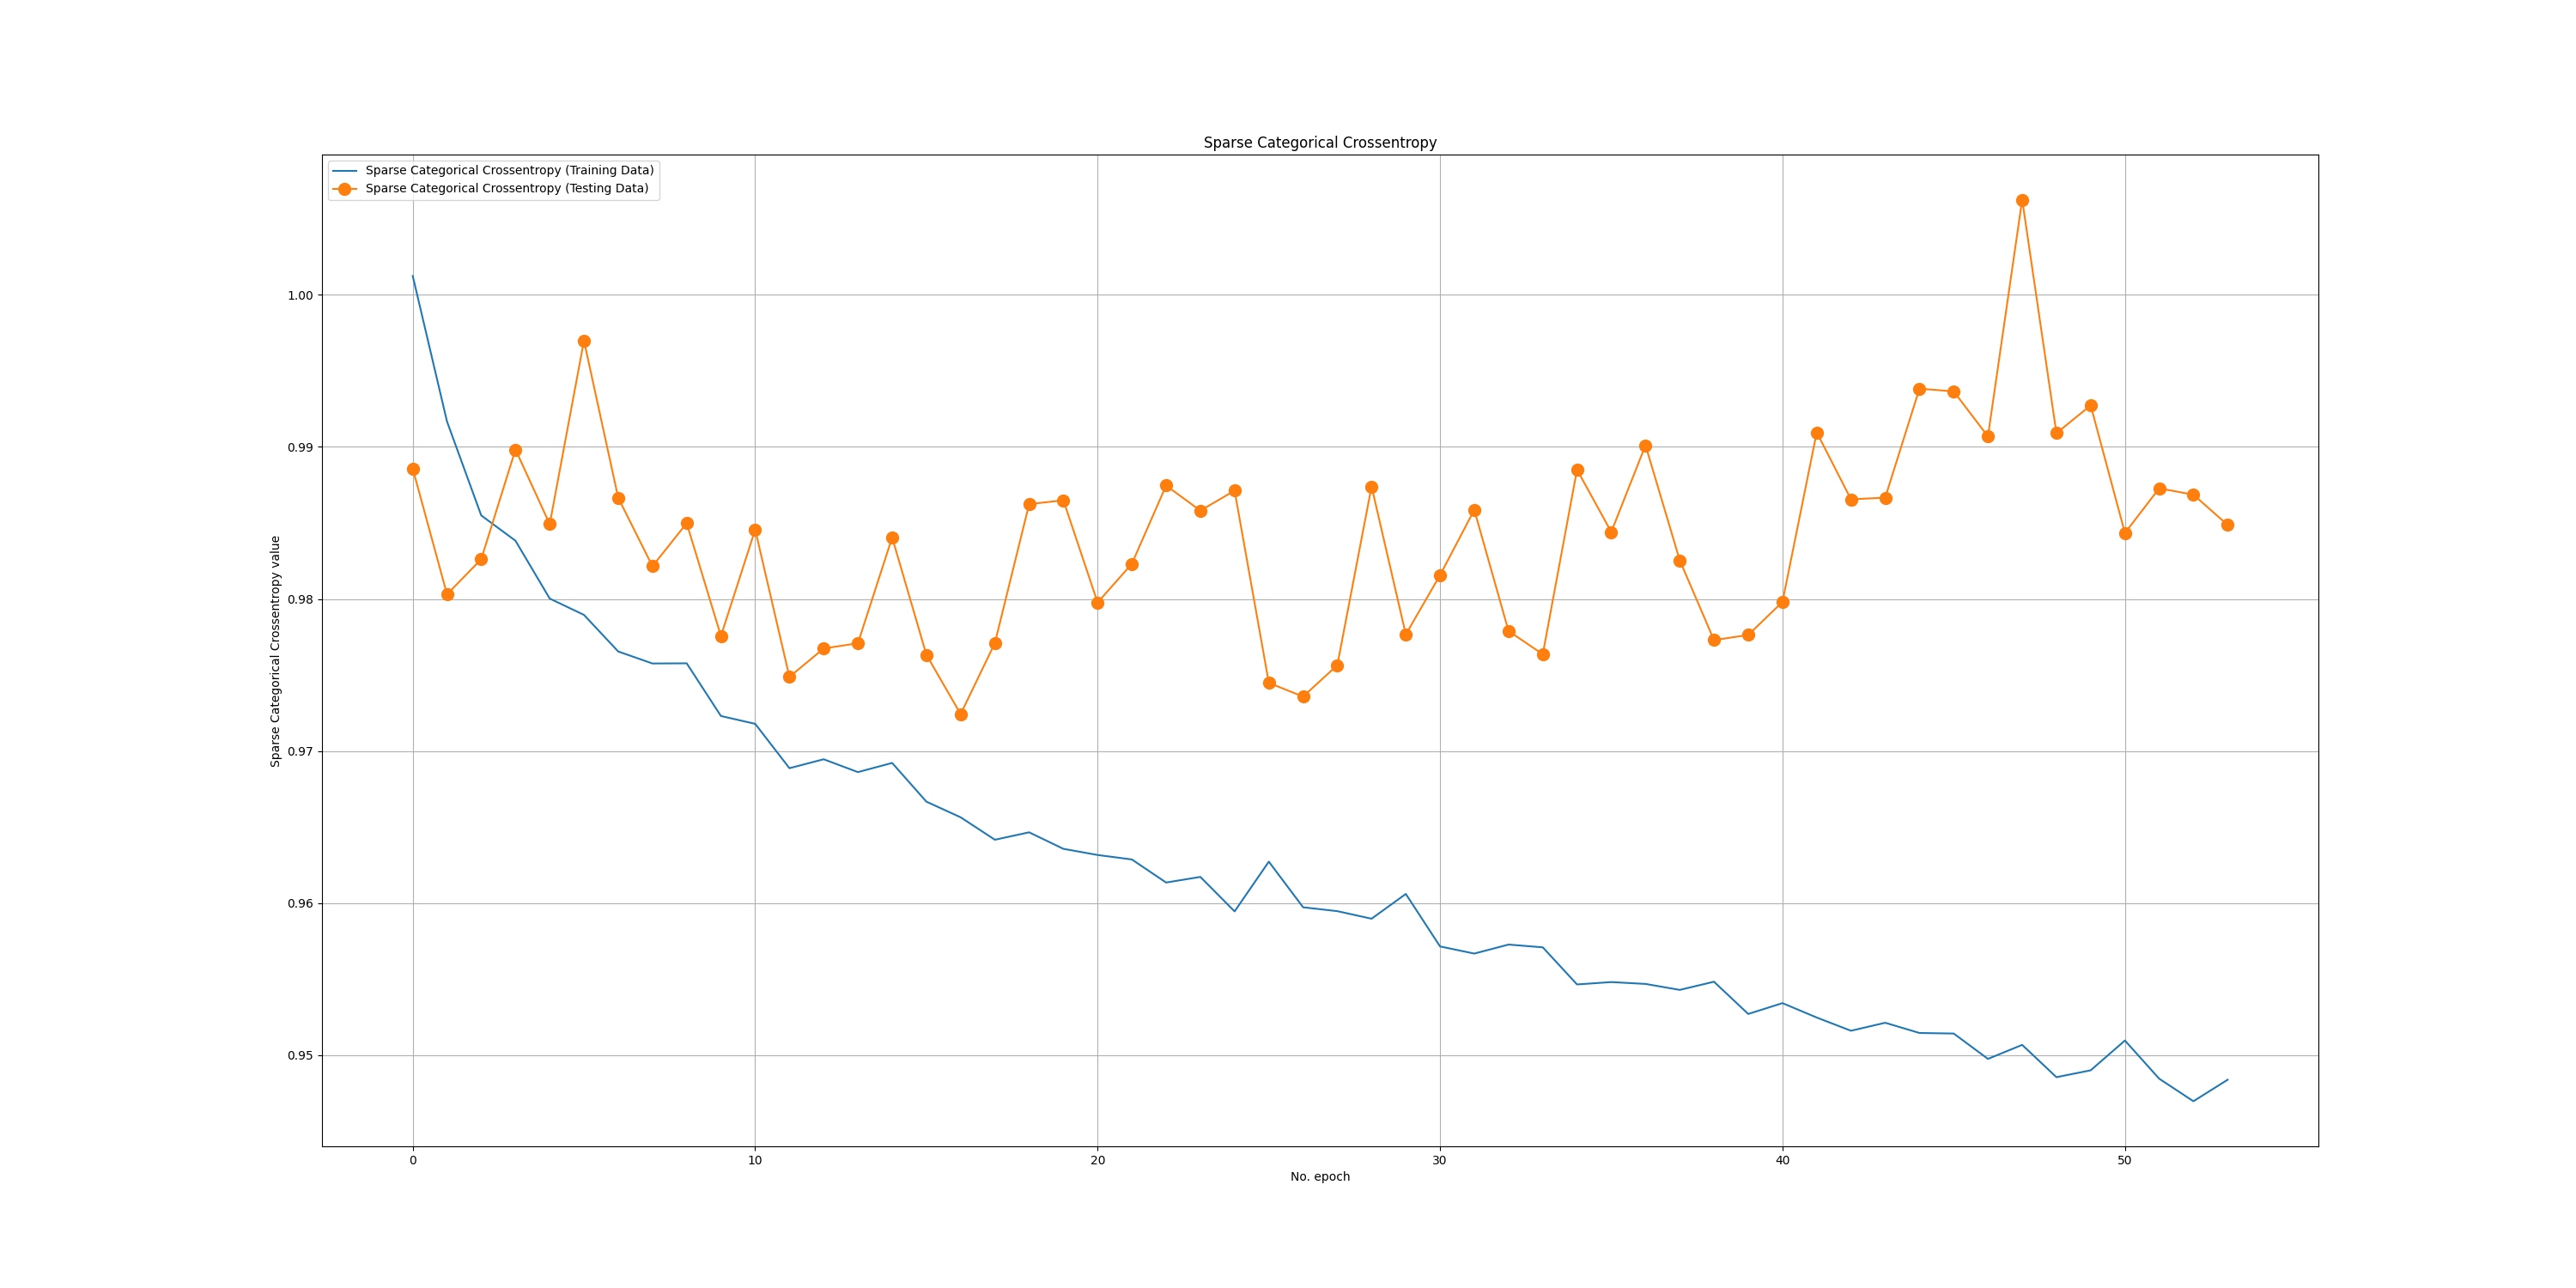 Sparse Categorical Crossentropy
Sparse Categorical Crossentropy (Training Data)
Sparse Categorical Crossentropy (Testing Data)
Sparse Categorical Crossentropy value
1.00
0.99
0.98
0.97
0.96
0.95
0 10 20 30 40 50
No. epoch